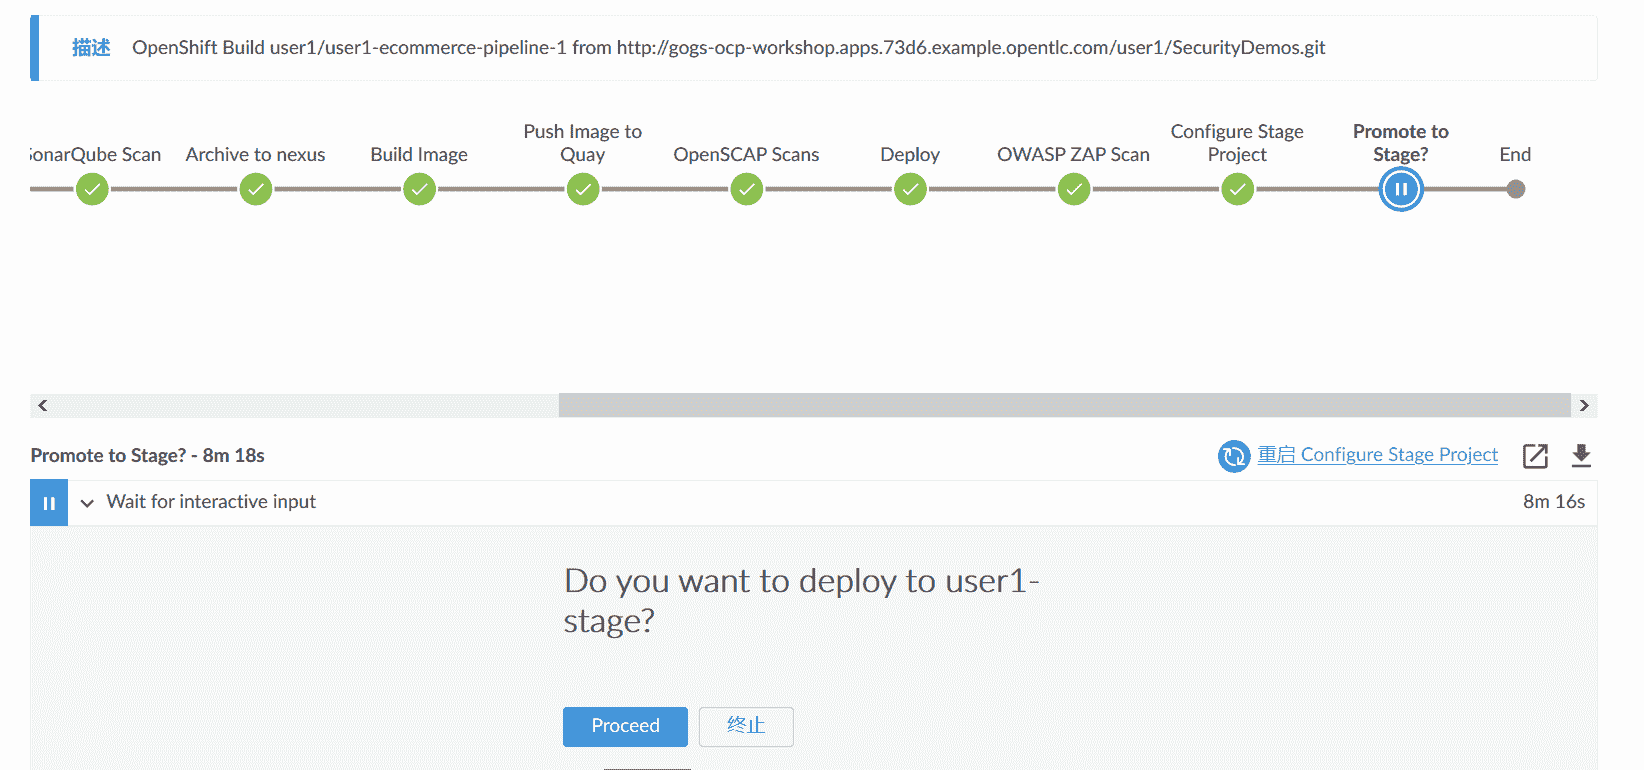 描述 OpenShift Build user1/user1-ecommerce-pipeline-1 from http://gogs-ocp-workshop.apps.73d6.example.opentlc.com/user1/SecurityDemos.git
onarQube Scan
Archive to nexus
Build Image
Push Image to
Quay
OpenSCAP Scans
Deploy
OWASP ZAP Scan
Configure Stage
Project
Promote to
Stage?
End
Promote to Stage? - 8m 18s
重启 Configure Stage Project
Wait for interactive input
8m 16s
Do you want to deploy to user1-
stage?
Proceed
终止